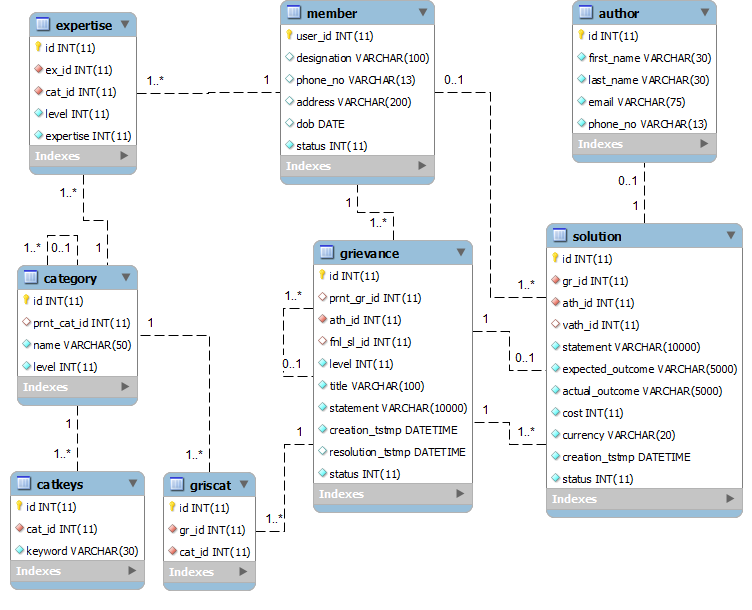 expertise
id INT(11)
ex_id INT(11)
cat_id INT(11)
level INT(11)
expertise INT(11)
Indexes
member
user_id INT(11)
designation VARCHAR(100)
phone_no VARCHAR(13)
address VARCHAR(200)
dob DATE
status INT(11)
Indexes
author
id INT(11)
first_name VARCHAR(30)
last_name VARCHAR(30)
email VARCHAR(75)
phone_no VARCHAR(13)
Indexes
1..*
1
0..1
1..*
1
1..*
0..1
1
1..*
0..1
1
category
id INT(11)
prnt_cat_id INT(11)
name VARCHAR(50)
level INT(11)
Indexes
grievance
id INT(11)
prnt_gr_id INT(11)
ath_id INT(11)
fnl_sl_id INT(11)
level INT(11)
title VARCHAR(100)
statement VARCHAR(10000)
creation_tstmp DATETIME
resolution_tstmp DATETIME
status INT(11)
Indexes
solution
id INT(11)
gr_id INT(11)
ath_id INT(11)
vath_id INT(11)
statement VARCHAR(10000)
expected_outcome VARCHAR(5000)
actual_outcome VARCHAR(5000)
cost INT(11)
currency VARCHAR(20)
creation_tstmp DATETIME
status INT(11)
Indexes
1..*
1..*
1
1
0..1
0..1
1
1
1
1..*
1..*
1..*
1..*
catkeys
id INT(11)
cat_id INT(11)
keyword VARCHAR(30)
Indexes
griscat
id INT(11)
gr_id INT(11)
cat_id INT(11)
Indexes